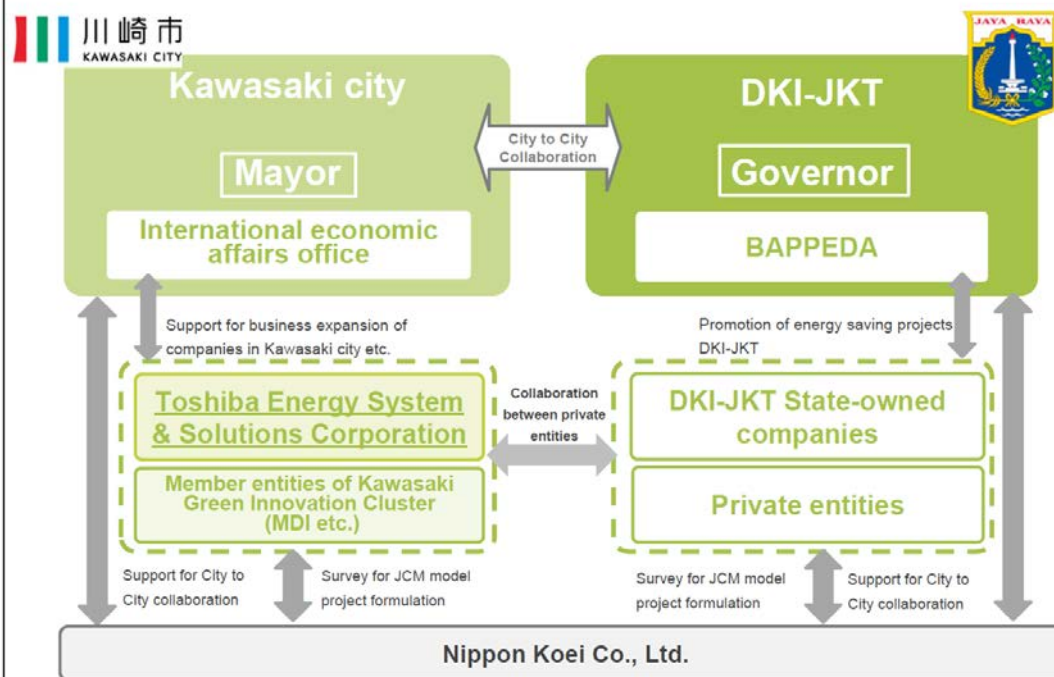 川崎市
KAWASAKI CITY
JAYA RAYA
Kawasaki city
DKI-JKT
City to City
Collaboration
Mayor
Governor
International economic
affairs office
BAPPEDA
Support for business expansion of
companies in Kawasaki city etc.
Promotion of energy saving projects
DKI-JKT
Toshiba Energy System
& Solutions Corporation
Collaboration
between private
entities
DKI-JKT State-owned
companies
Member entities of Kawasaki
Green Innovation Cluster
(MDI etc.)
Private entities
Support for City to
City collaboration
Survey for JCM model
project formulation
Survey for JCM model
project formulation
Support for City to
City collaboration
Nippon Koei Co., Ltd.